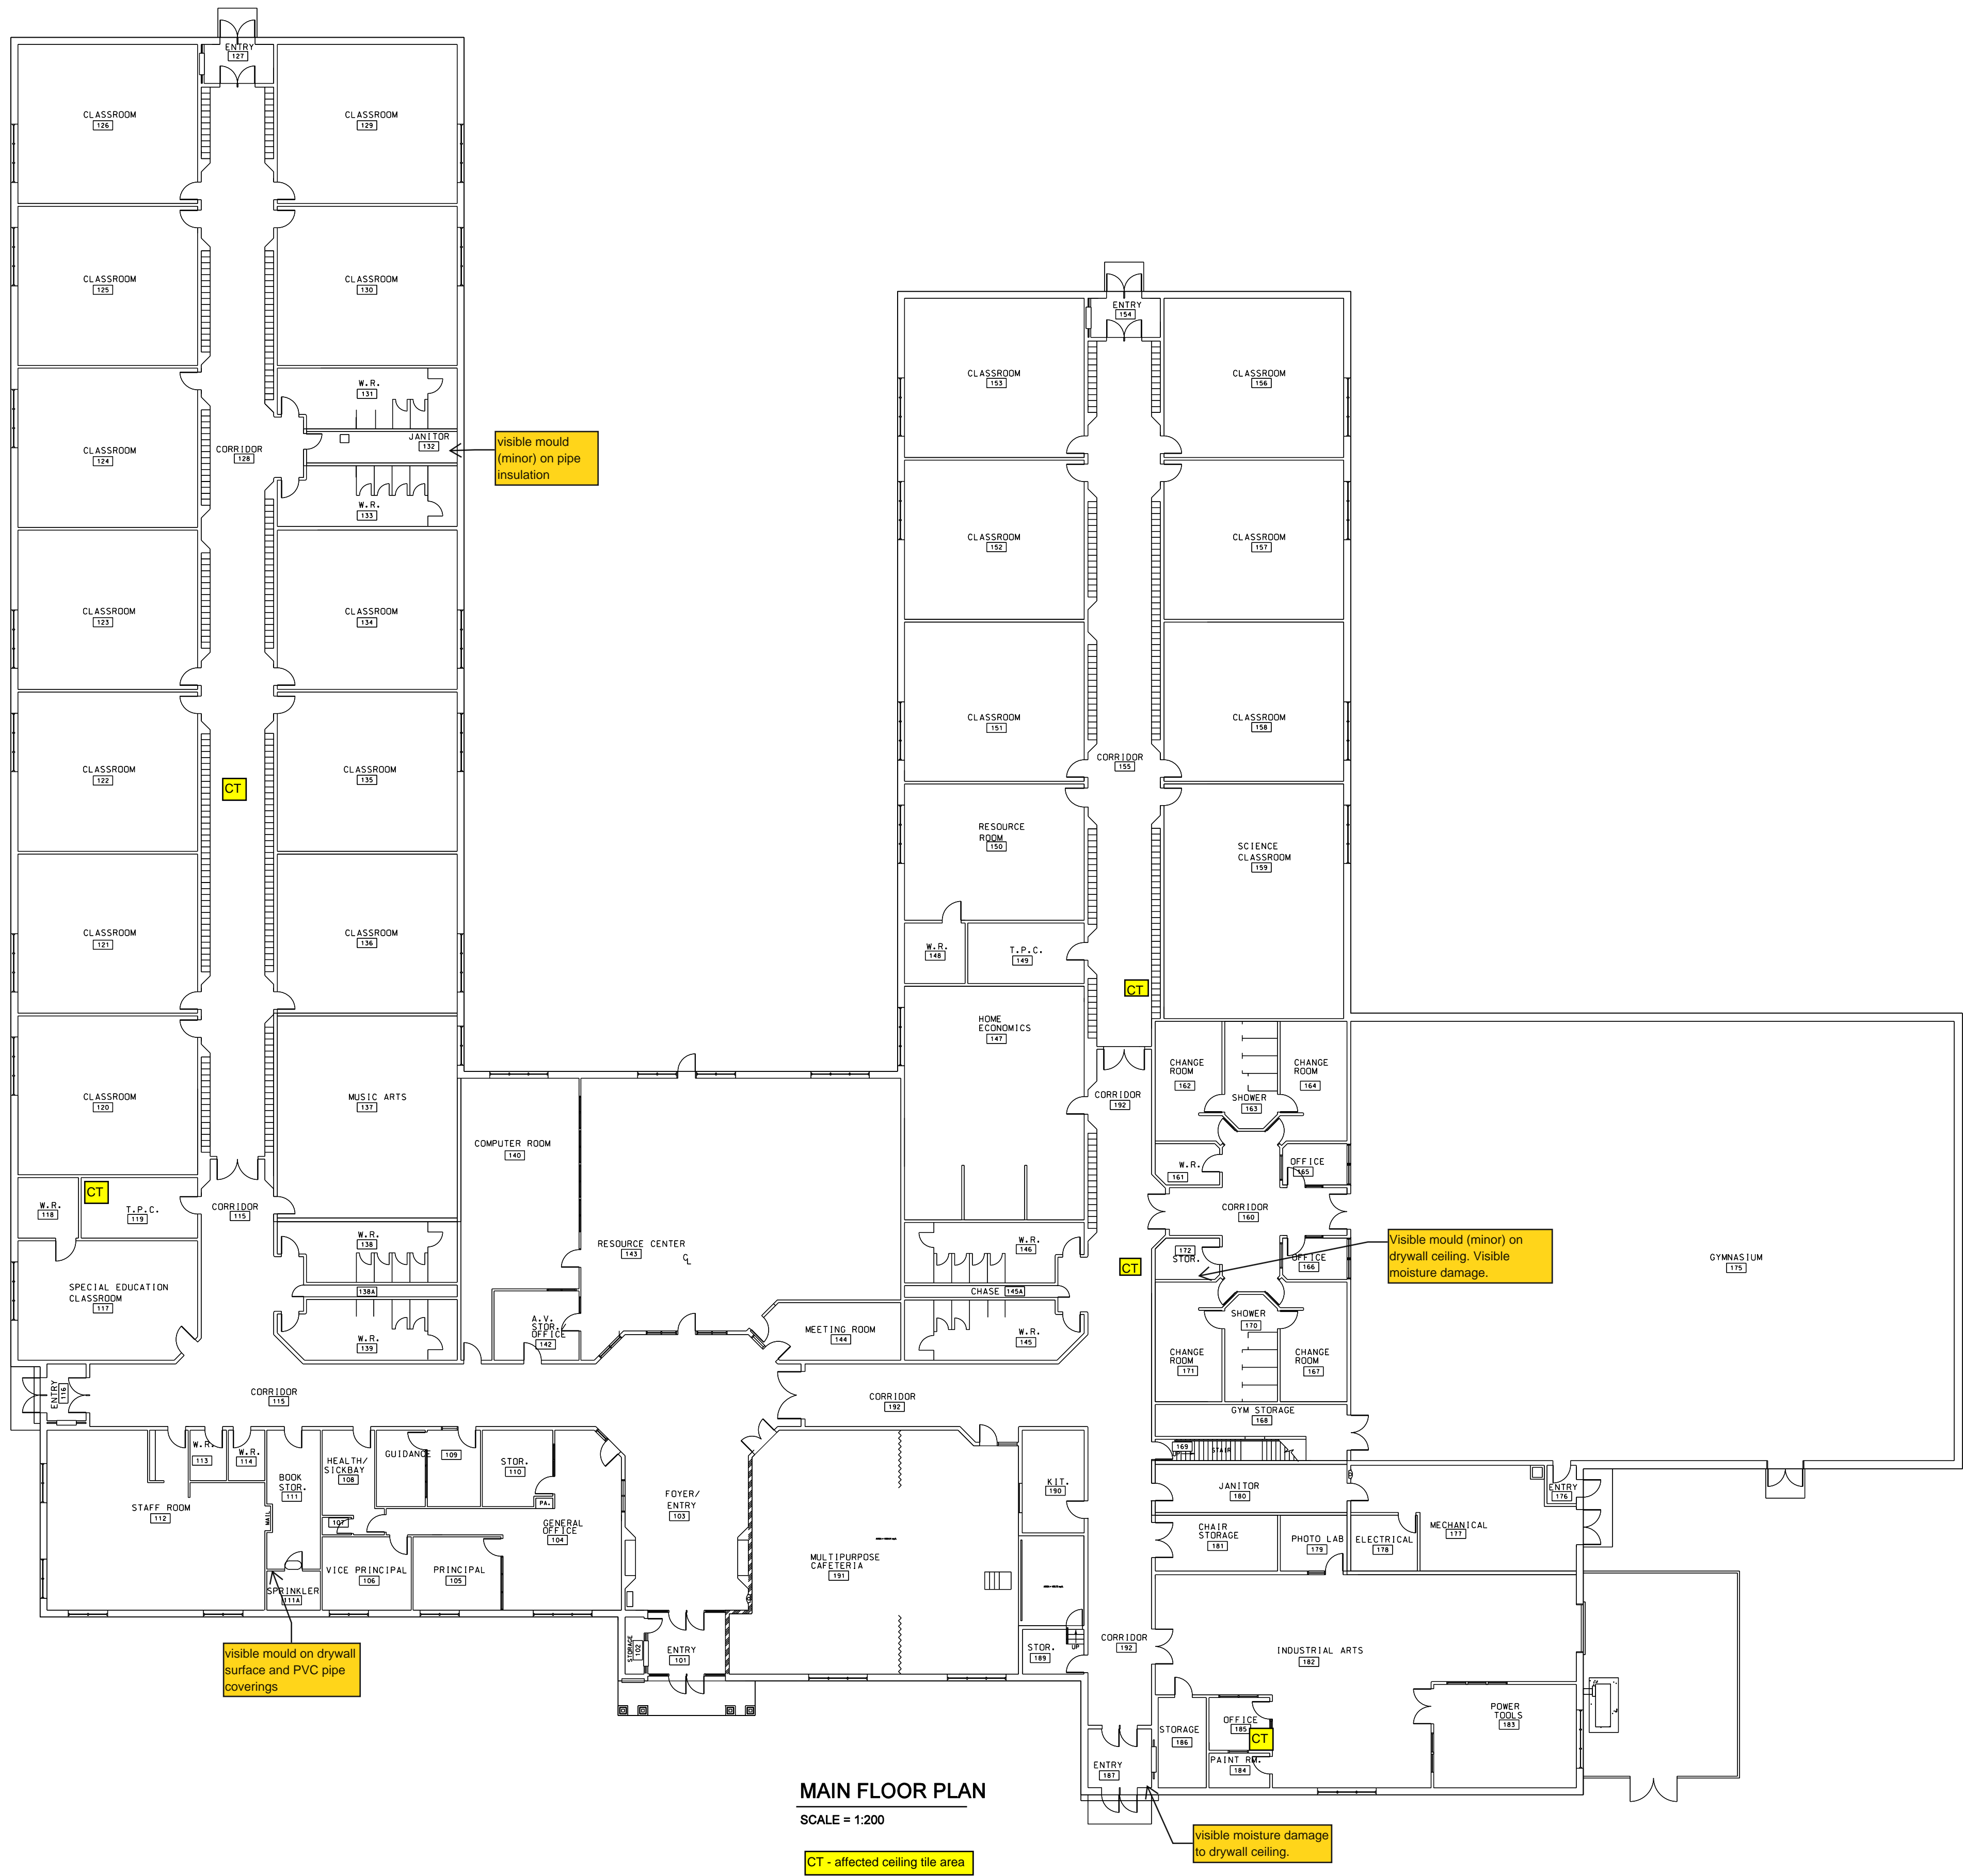 ENTRY
127
CLASSROOM
126
CLASSROOM
129
CLASSROOM
125
CLASSROOM
130
ENTRY
154
CLASSROOM
153
CLASSROOM
156
W.R.
131
JANITOR
132
CORRIDOR
128
CLASSROOM
124
visible mould
(minor) on pipe
insulation
W.R.
133
CLASSROOM
152
CLASSROOM
157
CLASSROOM
123
CLASSROOM
134
CLASSROOM
151
CLASSROOM
158
CORRIDOR
155
CLASSROOM
122
CT
CLASSROOM
135
RESOURCE
ROOM
150
SCIENCE
CLASSROOM
159
CLASSROOM
121
CLASSROOM
136
W.R.
148
T.P.C.
149
CT
HOME
ECONOMICS
147
CHANGE
ROOM
162
CHANGE
ROOM
164
SHOWER
163
CLASSROOM
120
MUSIC ARTS
137
CORRIDOR
192
COMPUTER ROOM
140
W.R.
161
OFFICE
165
CT
W.R.
118
T.P.C.
119
CORRIDOR
115
CORRIDOR
160
W.R.
138
RESOURCE CENTER
143
CL
W.R.
146
172
STOR.
OFFICE
166
Visible mould (minor) on
drywall ceiling. Visible
moisture damage.
GYMNASIUM
175
CT
SPECIAL EDUCATION
CLASSROOM
117
138A
CHASE 145A
A.V.
STOR.
OFFICE
142
W.R.
139
MEETING ROOM
144
W.R.
145
SHOWER
170
CHANGE
ROOM
171
CHANGE
ROOM
167
ENTRY
116
CORRIDOR
115
CORRIDOR
192
GYM STORAGE
168
169
STAIR
W.R.
113
W.R.
114
BOOK
STOR.
111
HEALTH/
SICKBAY
108
GUIDANCE
109
STOR.
110
PA.
FOYER/
ENTRY
103
KIT.
190
JANITOR
180
ENTRY
176
STAFF ROOM
112
MAIL
107
GENERAL
OFFICE
104
CHAIR
STORAGE
181
PHOTO LAB
179
ELECTRICAL
178
MECHANICAL
177
VICE PRINCIPAL
106
PRINCIPAL
105
MULTIPURPOSE
CAFETERIA
191
SPRINKLER
111A
visible mould on drywall
surface and PVC pipe
coverings
STORAGE
102
ENTRY
101
STOR.
189
UP
CORRIDOR
192
INDUSTRIAL ARTS
182
STORAGE
186
OFFICE
185
CT
PAINT RM.
184
POWER
TOOLS
183
ENTRY
187
MAIN FLOOR PLAN
SCALE = 1:200
visible moisture damage
to drywall ceiling.
CT - affected ceiling tile area